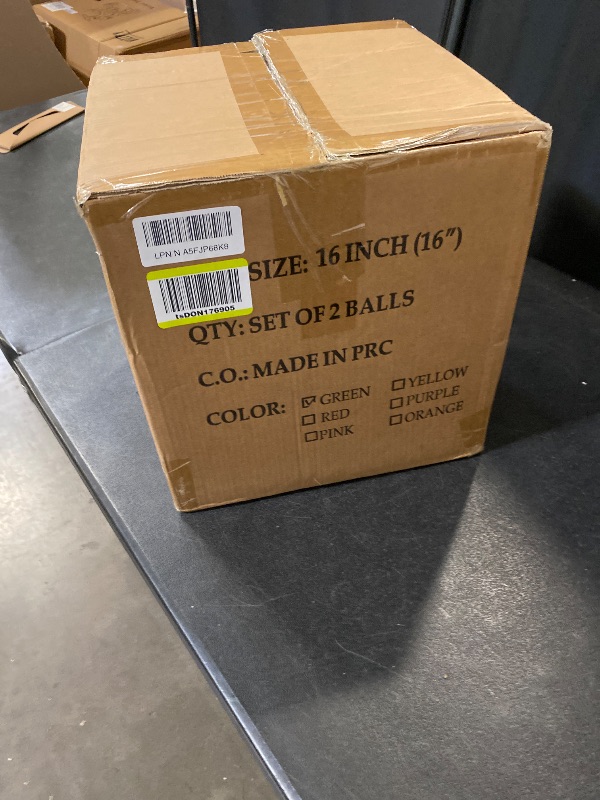 LPN N A5FJP68K8
tsDON176905
SIZE: 16 INCH (16")
QTY: SET OF 2 BALLS
C.O.: MADE IN PRC
COLOR: ☑ GREEN ☐ YELLOW
☐ RED ☐ PURPLE
☐ PINK ☐ ORANGE